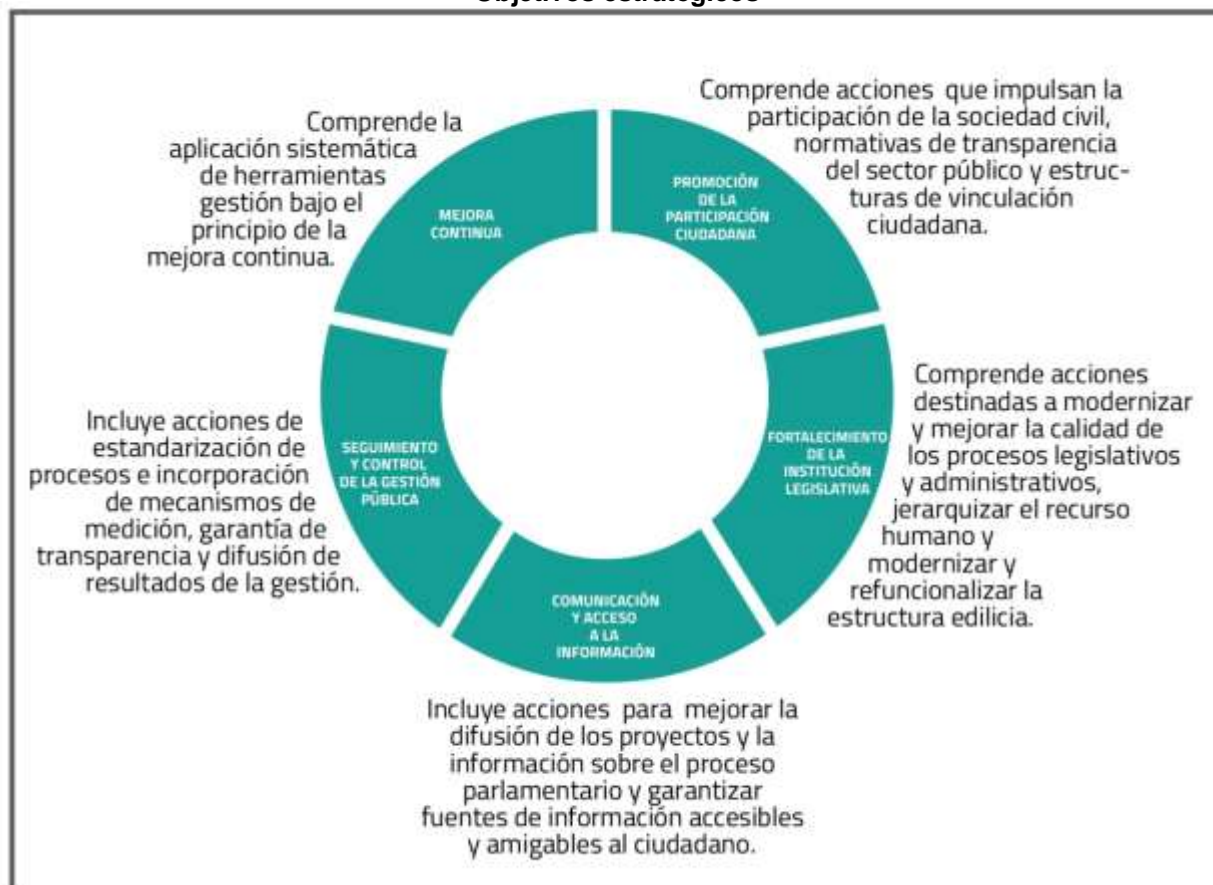 Objetivos estratégicos
Comprende acciones que impulsan la
participación de la sociedad civil,
normativas de transparencia
del sector público y estruc-
turas de vinculación
ciudadana.
PROMOCIÓN
DE LA
PARTICIPACIÓN
CIUDADANA
Comprende la
aplicación sistemática
de herramientas
gestión bajo el
principio de la
mejora continua.
MEJORA
CONTINUA
Comprende acciones
destinadas a modernizar
y mejorar la calidad de
los procesos legislativos
y administrativos,
jerarquizar el recurso
humano y
modernizar y
refuncionalizar la
estructura edilicia.
FORTALECIMIENTO
DE LA
INSTITUCIÓN
LEGISLATIVA
Incluye acciones de
estandarización de
procesos e incorporación
de mecanismos de
medición, garantía de
transparencia y difusión de
resultados de la gestión.
SEGUIMIENTO
Y CONTROL
DE LA GESTIÓN
PÚBLICA
COMUNICACIÓN
Y ACCESO
A LA
INFORMACIÓN
Incluye acciones para mejorar la
difusión de los proyectos y la
información sobre el proceso
parlamentario y garantizar
fuentes de información accesibles
y amigables al ciudadano.